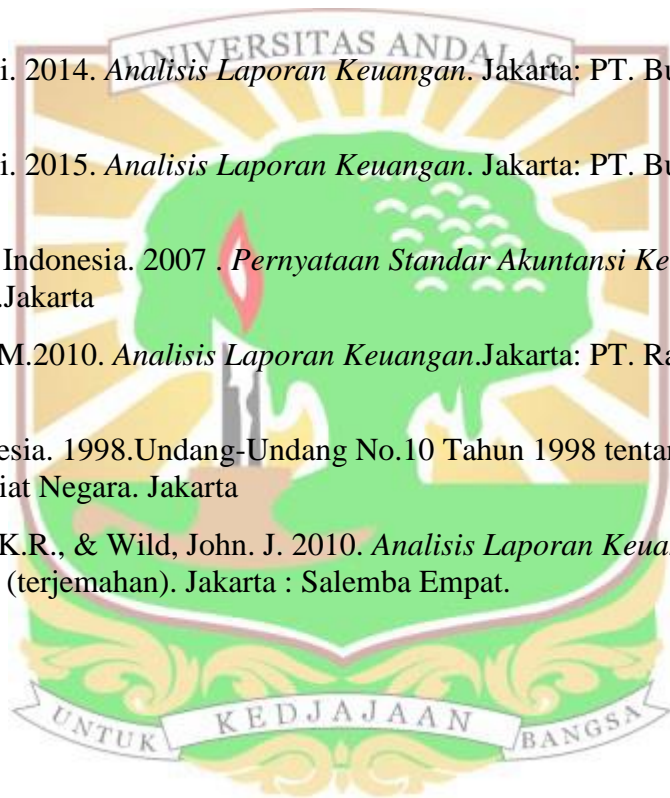 UNIVERSITAS ANDALAS
i. 2014. Analisis Laporan Keuangan. Jakarta: PT. Bu
i. 2015. Analisis Laporan Keuangan. Jakarta: PT. Bu
Indonesia. 2007 . Pernyataan Standar Akuntansi Ke
.Jakarta
M.2010. Analisis Laporan Keuangan.Jakarta: PT. Ra
esia. 1998.Undang-Undang No.10 Tahun 1998 tentan
iat Negara. Jakarta
K.R., & Wild, John. J. 2010. Analisis Laporan Keua
(terjemahan). Jakarta : Salemba Empat.
UNTUK KEDJAJAAN BANGSA